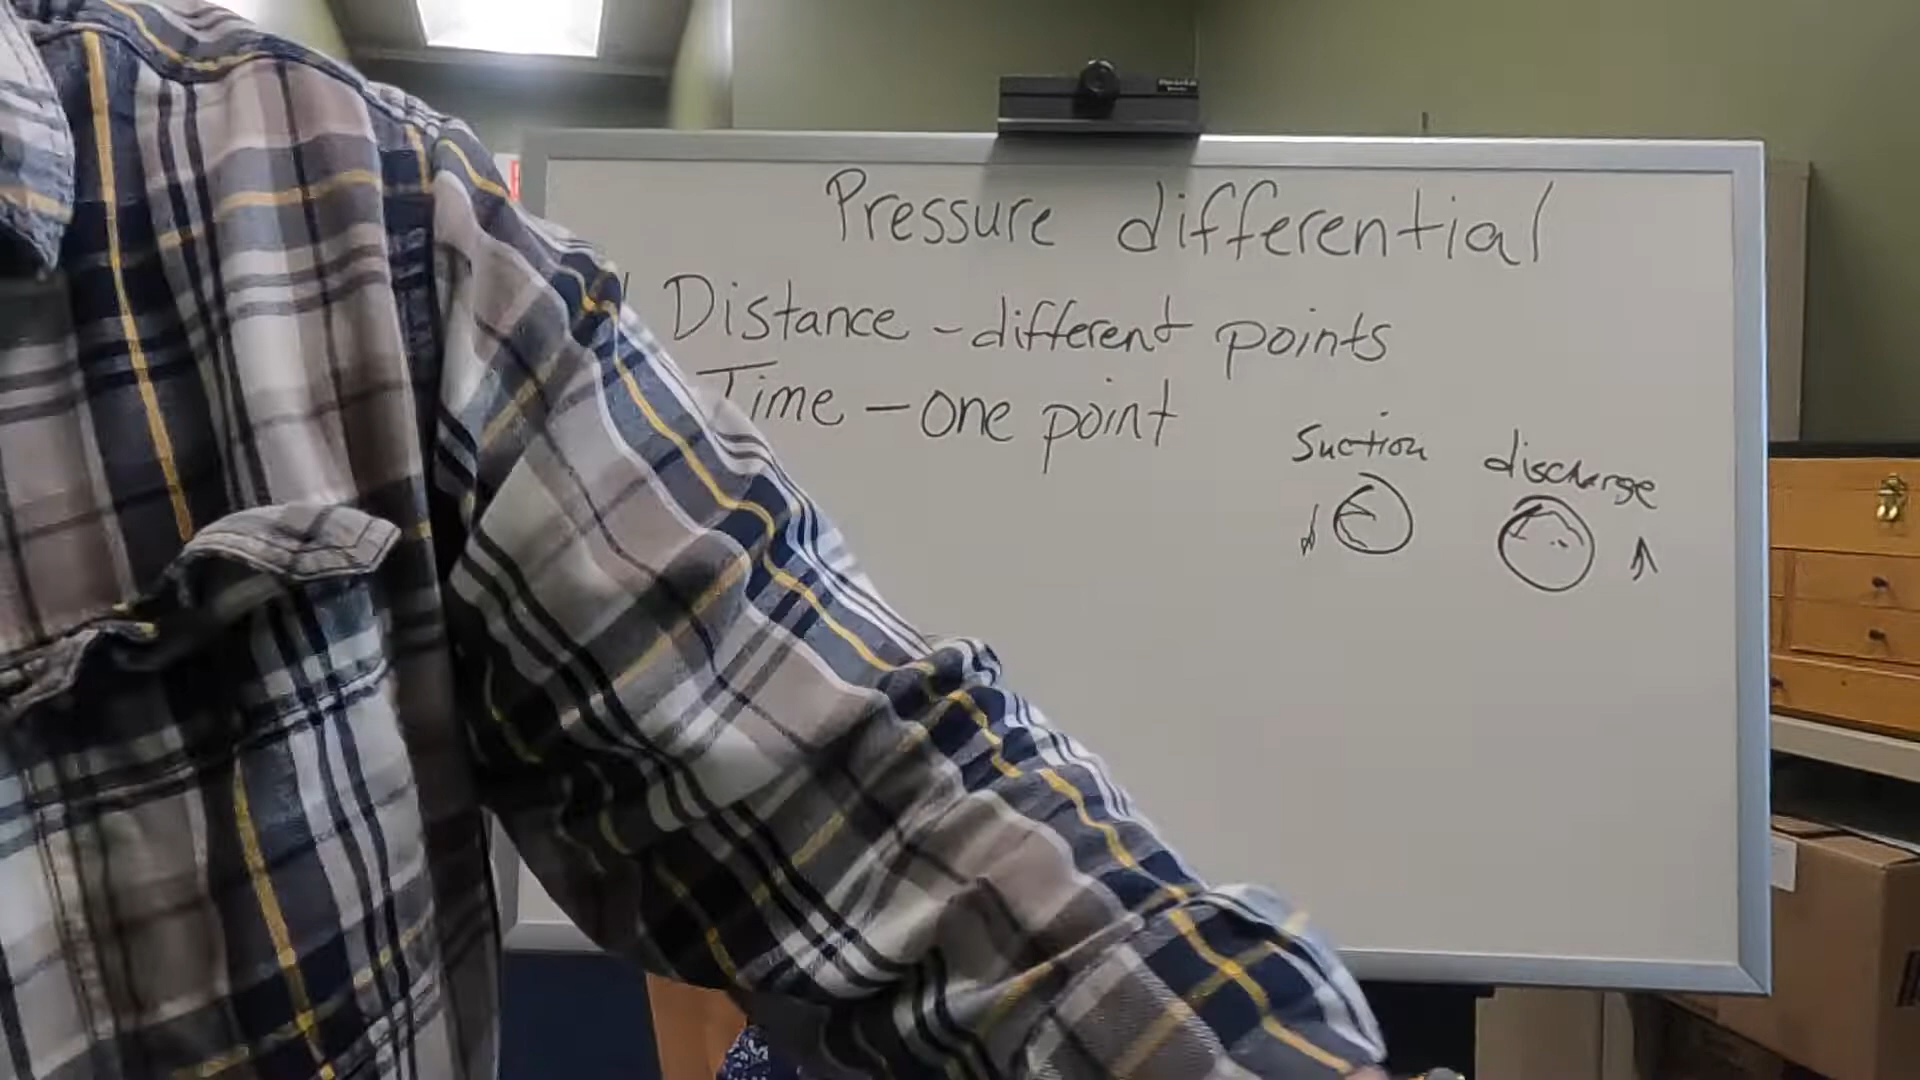 Pressure differential
Distance - different points
Time - one point
Suction discharge